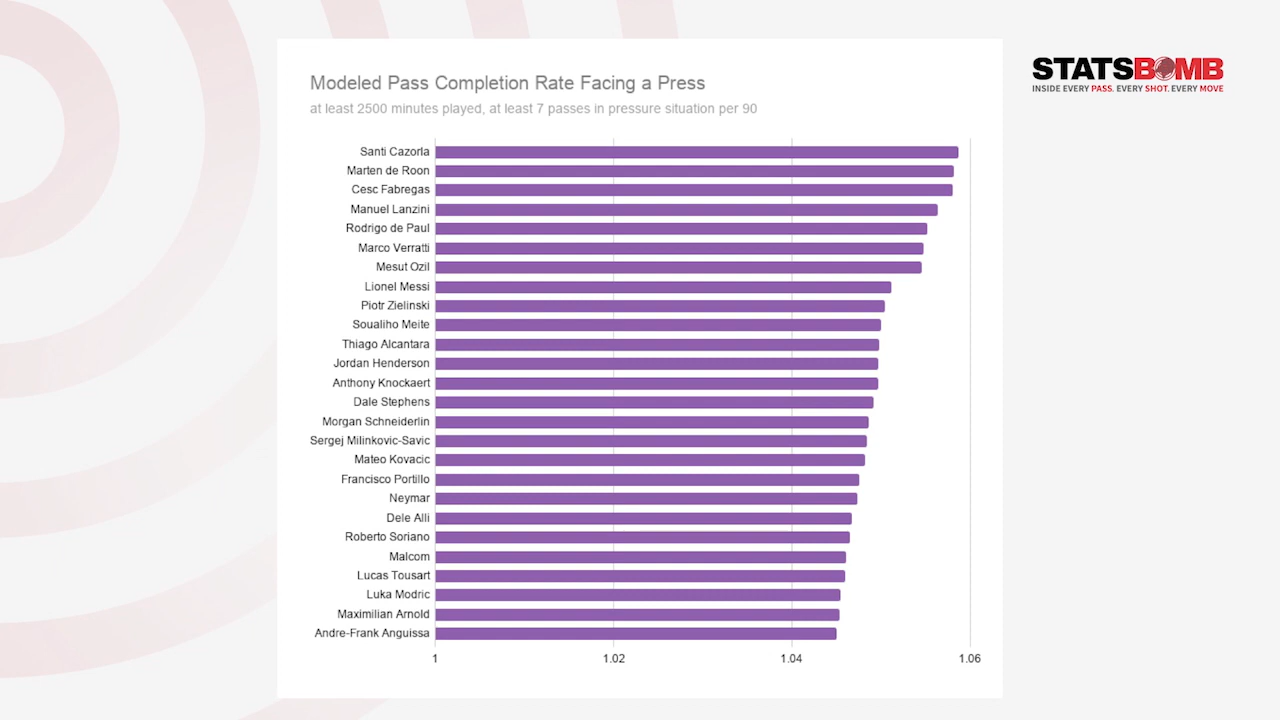 Modeled Pass Completion Rate Facing a Press
at least 2500 minutes played, at least 7 passes in pressure situation per 90
STATSBOMB
INSIDE EVERY PASS. EVERY SHOT. EVERY MOVE
Santi Cazorla
Marten de Roon
Cesc Fabregas
Manuel Lanzini
Rodrigo de Paul
Marco Verratti
Mesut Ozil
Lionel Messi
Piotr Zielinski
Soualiho Meite
Thiago Alcantara
Jordan Henderson
Anthony Knockaert
Dale Stephens
Morgan Schneiderlin
Sergej Milinkovic-Savic
Mateo Kovacic
Francisco Portillo
Neymar
Dele Alli
Roberto Soriano
Malcom
Lucas Tousart
Luka Modric
Maximilian Arnold
Andre-Frank Anguissa
1 1.02 1.04 1.06